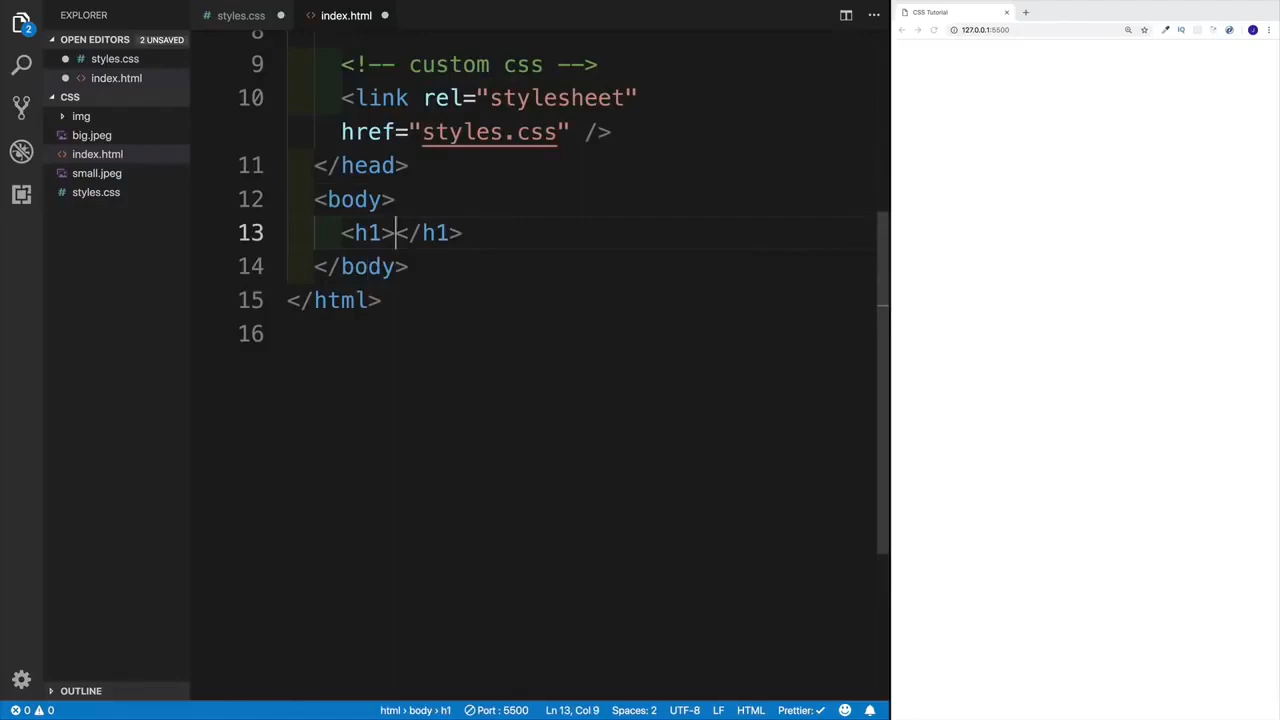 EXPLORER
OPEN EDITORS 2 UNSAVED
# styles.css
<> index.html
CSS
img
big.jpeg
<> index.html
small.jpeg
# styles.css
OUTLINE
2
# styles.css
<> index.html
8
9 <!-- custom css -->
10 <link rel="stylesheet"
href="styles.css" />
11 </head>
12 <body>
13 <h1></h1>
14 </body>
15 </html>
16
CSS Tutorial
127.0.0.1:5500
IQ
J
0 0 html › body › h1 Port : 5500 Ln 13, Col 9 Spaces: 2 UTF-8 LF HTML Prettier: ✓